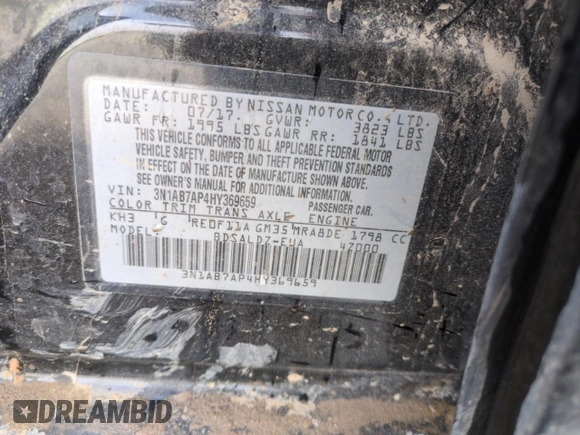 MANUFACTURED BY NISSAN MOTOR CO., LTD.
DATE: 07/17 GVWR: 3823 LBS
GAWR FR: 1995 LBS GAWR RR: 1841 LBS
THIS VEHICLE CONFORMS TO ALL APPLICABLE FEDERAL MOTOR
VEHICLE SAFETY, BUMPER AND THEFT PREVENTION STANDARDS
IN EFFECT ON THE DATE OF MANUFACTURE SHOWN ABOVE.
SEE MANUAL FOR ADDITIONAL INFORMATION.
VIN: 3N1AB7AP4HY369659 PASSENGER CAR
COLOR TRIM TRANS AXLE ENGINE
KH3 G RE0F11A GM35 MRA8DE 1798 CC
MODEL: BDSALDZ-EUA 42000
3N1AB7AP4HY369659
DREAMBID